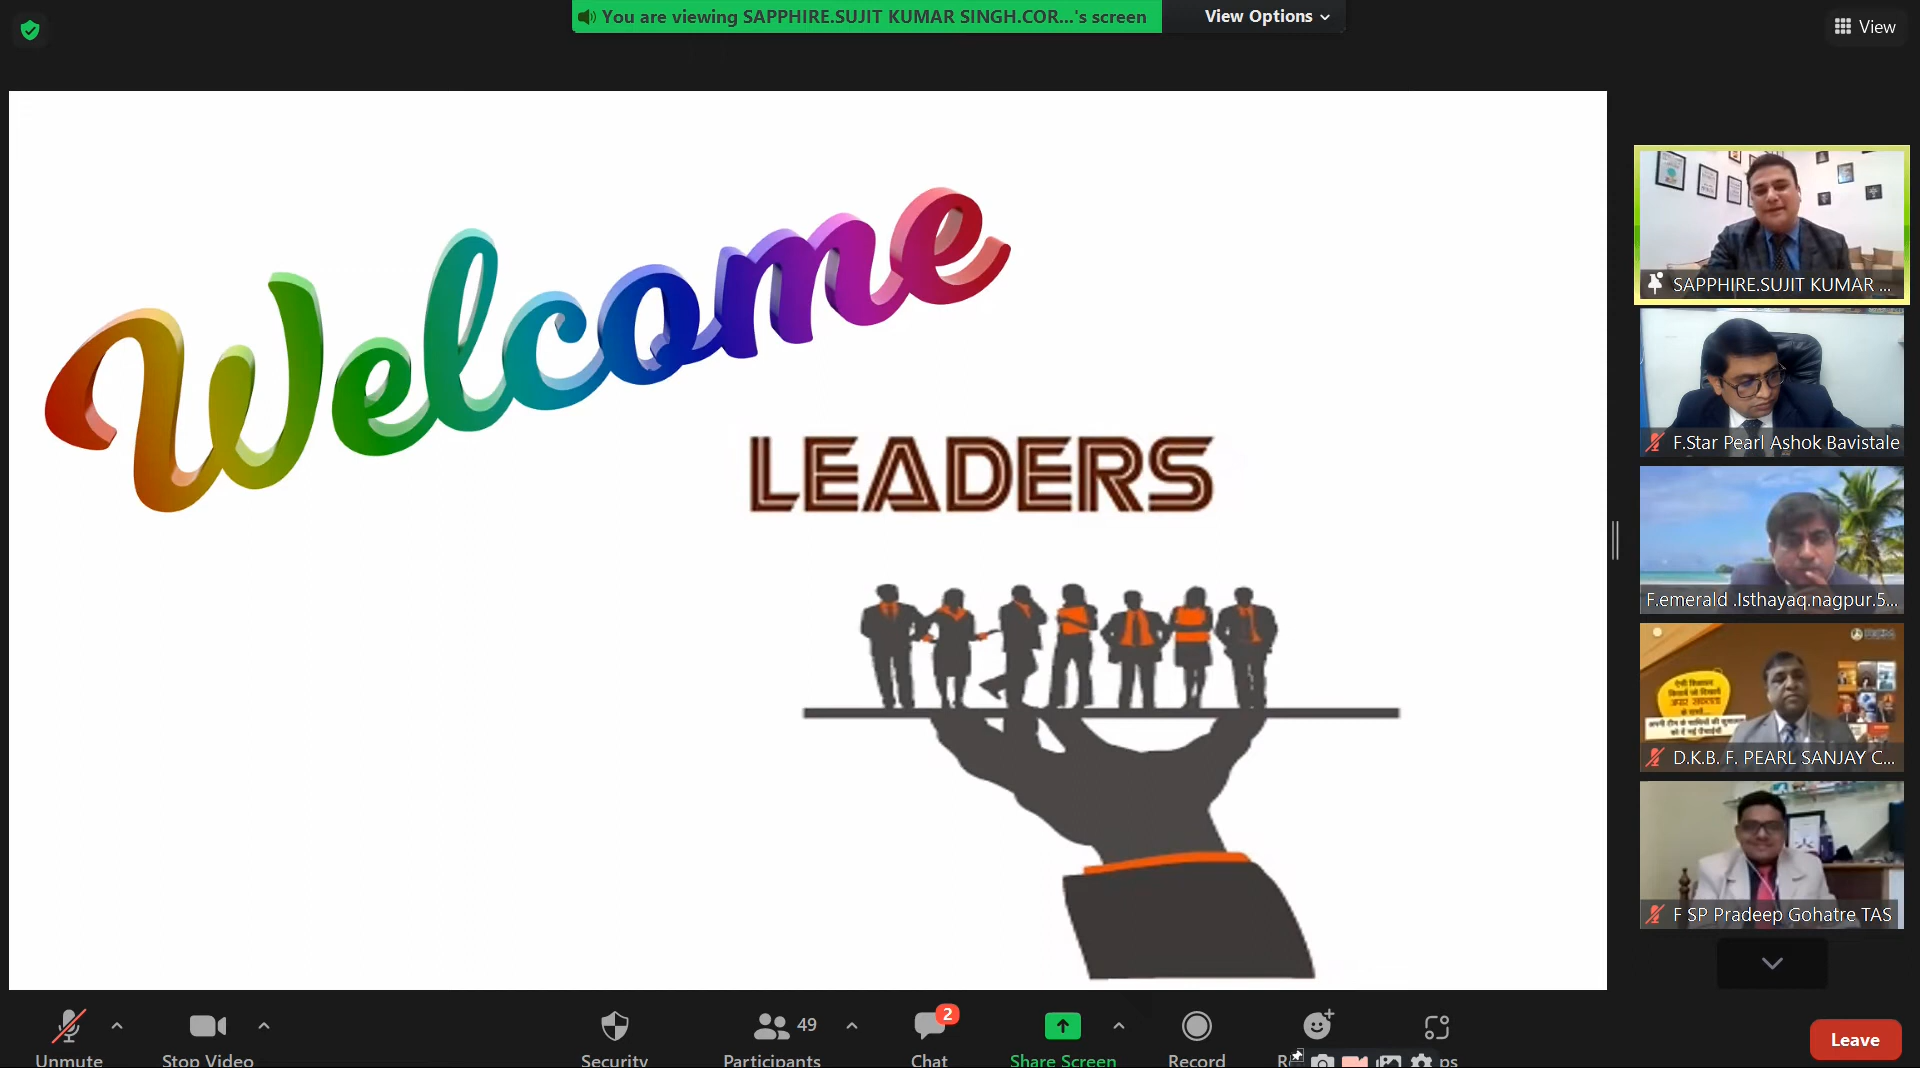 You are viewing SAPPHIRE.SUJIT KUMAR SINGH.COR...'s screen
View Options
View
Welcome
LEADERS
SAPPHIRE.SUJIT KUMAR ...
F.Star Pearl Ashok Bavistale
F.emerald .Isthayaq.nagpur.5...
D.K.B. F. PEARL SANJAY C...
F SP Pradeep Gohatre TAS
Unmute
Stop Video
Security
49
Participants
2
Chat
Share Screen
Record
ps
Leave